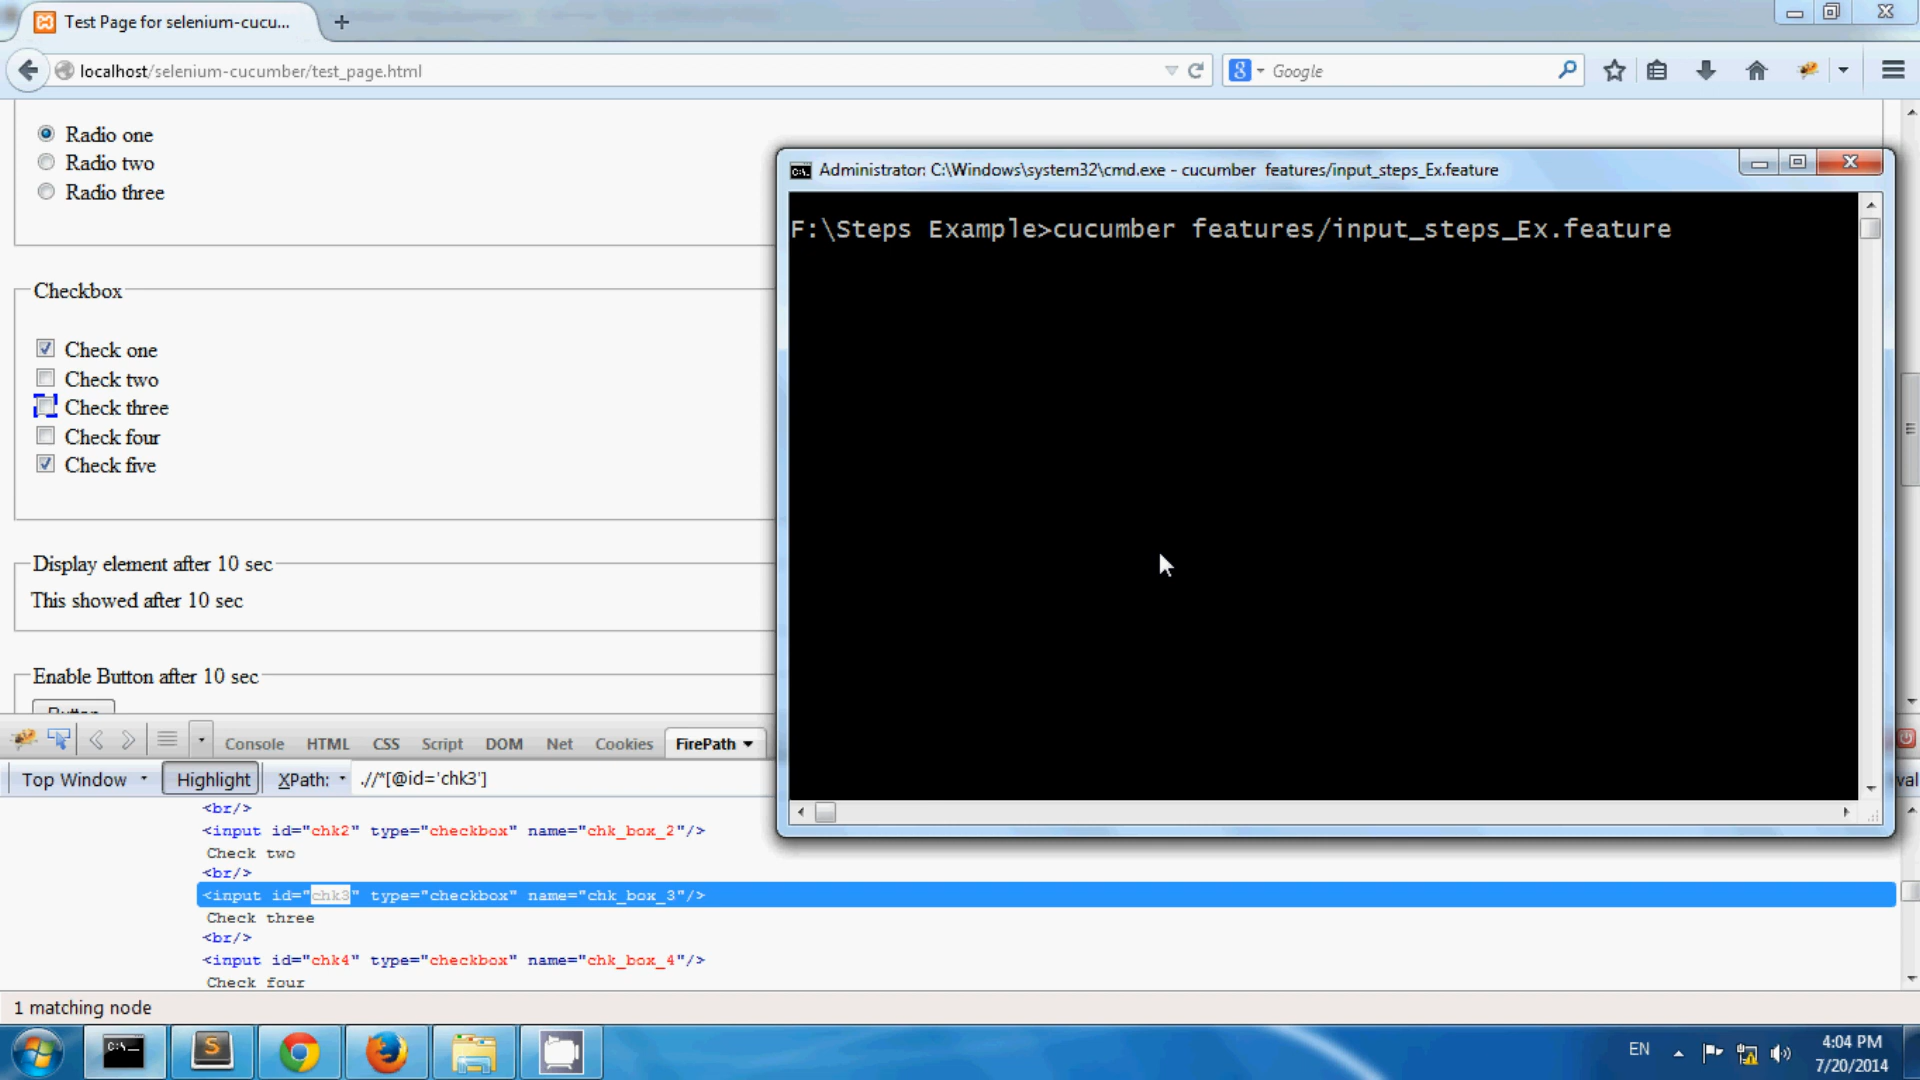 Test Page for selenium-cucu...
localhost/selenium-cucumber/test_page.html
Google
Radio one
Radio two
Radio three
Checkbox
Check one
Check two
Check three
Check four
Check five
Display element after 10 sec
This showed after 10 sec
Enable Button after 10 sec
Administrator: C:\Windows\system32\cmd.exe - cucumber features/input_steps_Ex.feature
F:\Steps Example>cucumber features/input_steps_Ex.feature
Console HTML CSS Script DOM Net Cookies FirePath
Top Window Highlight XPath: .//*[@id='chk3']
<br/>
<input id="chk2" type="checkbox" name="chk_box_2"/>
Check two
<br/>
<input id="chk3" type="checkbox" name="chk_box_3"/>
Check three
<br/>
<input id="chk4" type="checkbox" name="chk_box_4"/>
Check four
1 matching node
EN
4:04 PM
7/20/2014